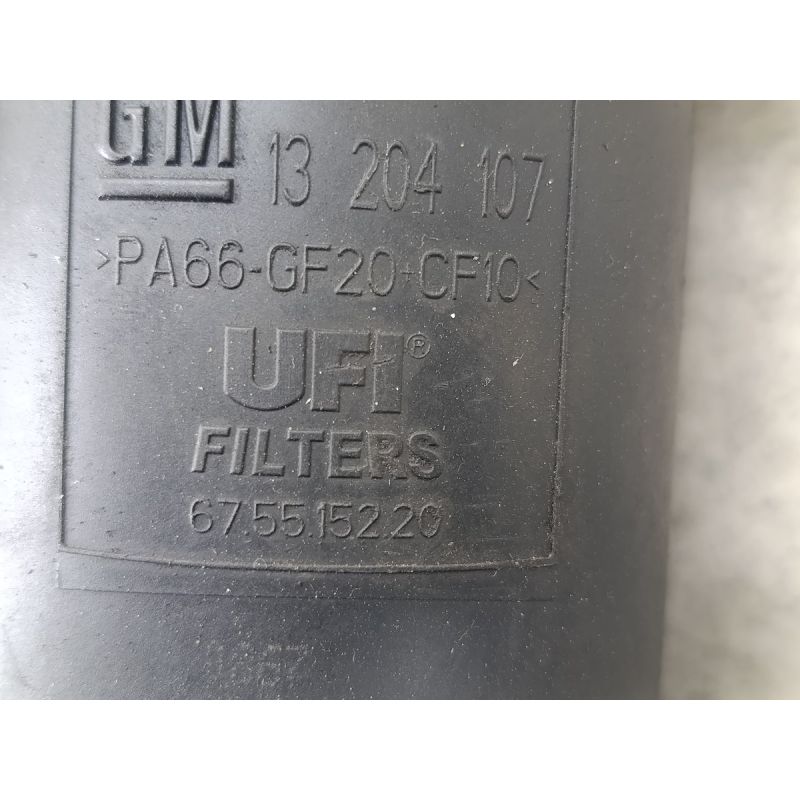 GM 13 204 107
>PA66-GF20+CF10<
UFI®
FILTERS
67.55.152.20